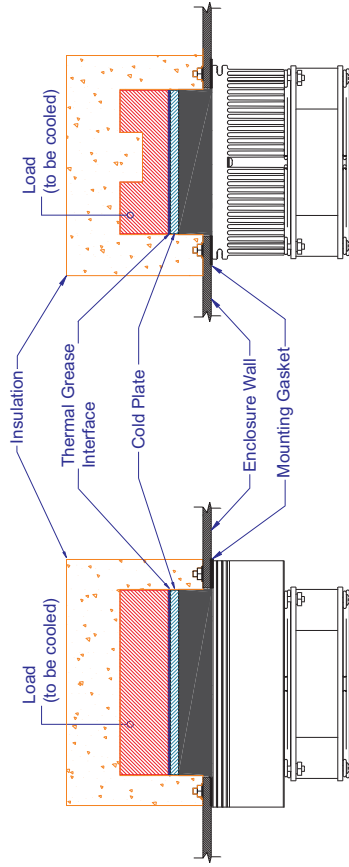 Insulation
Load
(to be cooled)
Load
(to be cooled)
Thermal Grease
Interface
Cold Plate
Enclosure Wall
Mounting Gasket